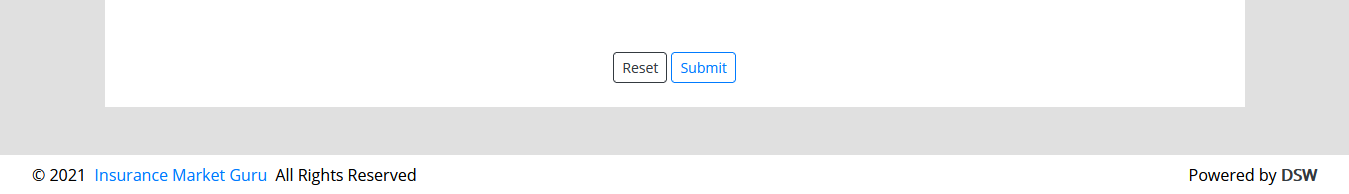 Reset Submit
© 2021 Insurance Market Guru All Rights Reserved Powered by DSW